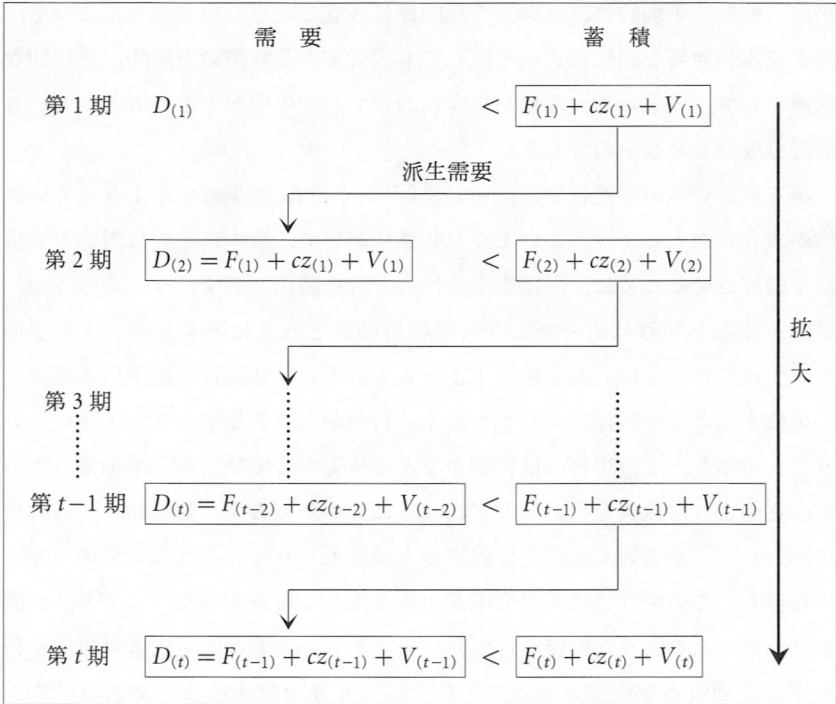 需 要 蓄 積
第1期 D(1) < F(1) + cz(1) + V(1)
派生需要
第2期 D(2) = F(1) + cz(1) + V(1) < F(2) + cz(2) + V(2)
拡大
第3期
第t−1期 D(t) = F(t−2) + cz(t−2) + V(t−2) < F(t−1) + cz(t−1) + V(t−1)
第t期 D(t) = F(t−1) + cz(t−1) + V(t−1) < F(t) + cz(t) + V(t)